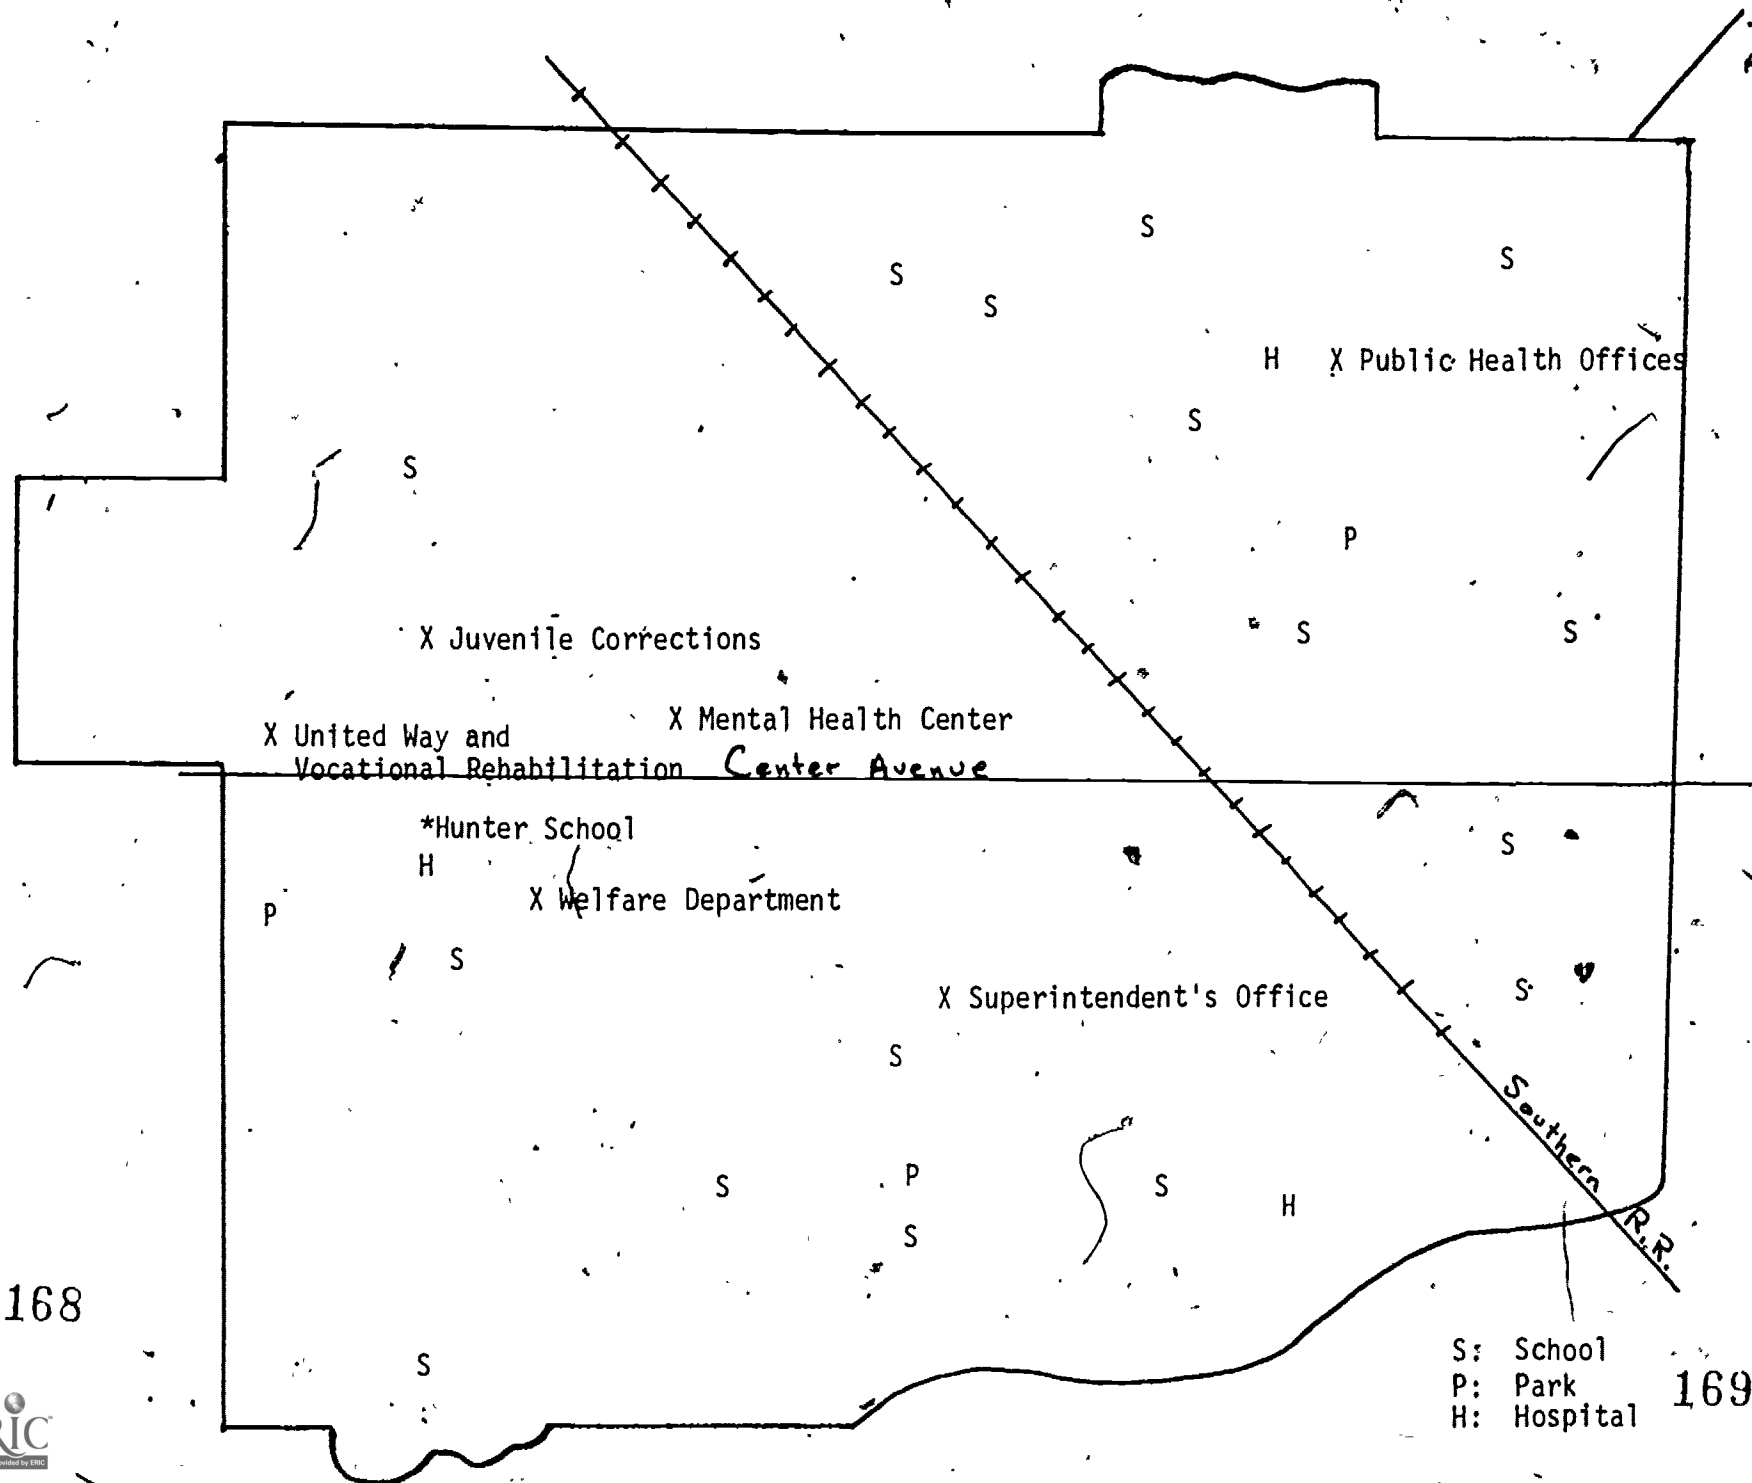 S
S
S
S
H X Public Health Offices
S
S
P
S S
X Juvenile Corrections
X Mental Health Center
X United Way and
Vocational Rehabilitation
Center Avenue
*Hunter School
S
H
X Welfare Department
P
S
S
X Superintendent's Office
S
Southern R.R.
S P S
H
S
168
S
S: School
P: Park
H: Hospital
169
RIC